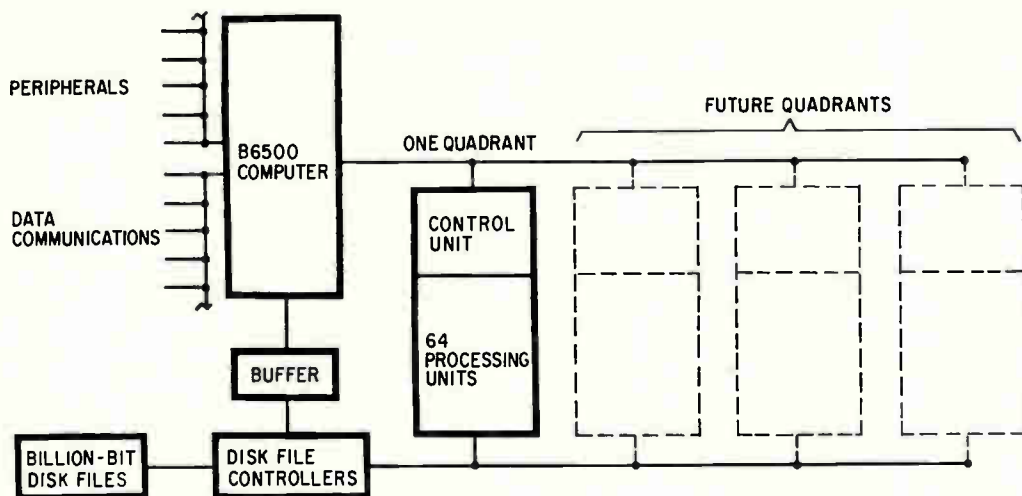 PERIPHERALS
DATA
COMMUNICATIONS
B6500
COMPUTER
ONE QUADRANT
FUTURE QUADRANTS
CONTROL
UNIT
64
PROCESSING
UNITS
BUFFER
BILLION-BIT
DISK FILES
DISK FILE
CONTROLLERS